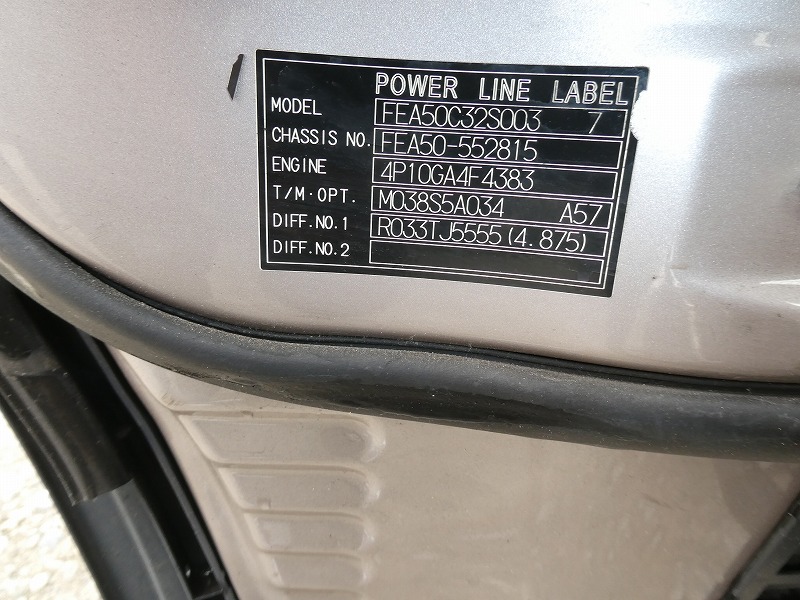 POWER LINE LABEL
MODEL FEA50C32S003 7
CHASSIS NO. FEA50-552815
ENGINE 4P10GA4F4383
T/M·OPT. M038S5A034 A57
DIFF.NO.1 R033TJ5555(4.875)
DIFF.NO.2